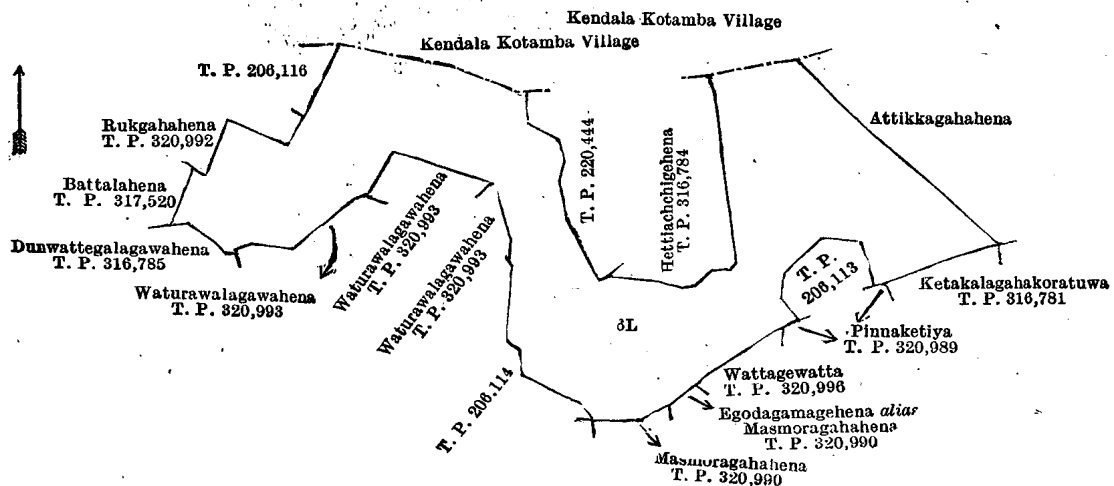 Kendala Kotamba Village
Kendala Kotamba Village
T. P. 206,116
Rukgahahena
T. P. 320,992
Battalahena
T. P. 317,520
Dunwattegalagawahena
T. P. 316,785
Waturawalagawahena
T. P. 320,993
Waturawalagawahena
T. P. 320,993
Waturawalagawahena
T. P. 320,993
T. P. 206.114
T. P. 220,444
Hettiachchigehena
T. P. 316,784
Attikkagahahena
T. P.
206,113
Ketakalagahakoratuwa
T. P. 316,781
Pinnaketiya
T. P. 320,989
Wattagewatta
T. P. 320,996
Egodagamagehena alias
Masmoragahahena
T. P. 320,990
Masmoragahahena
T. P. 320,990